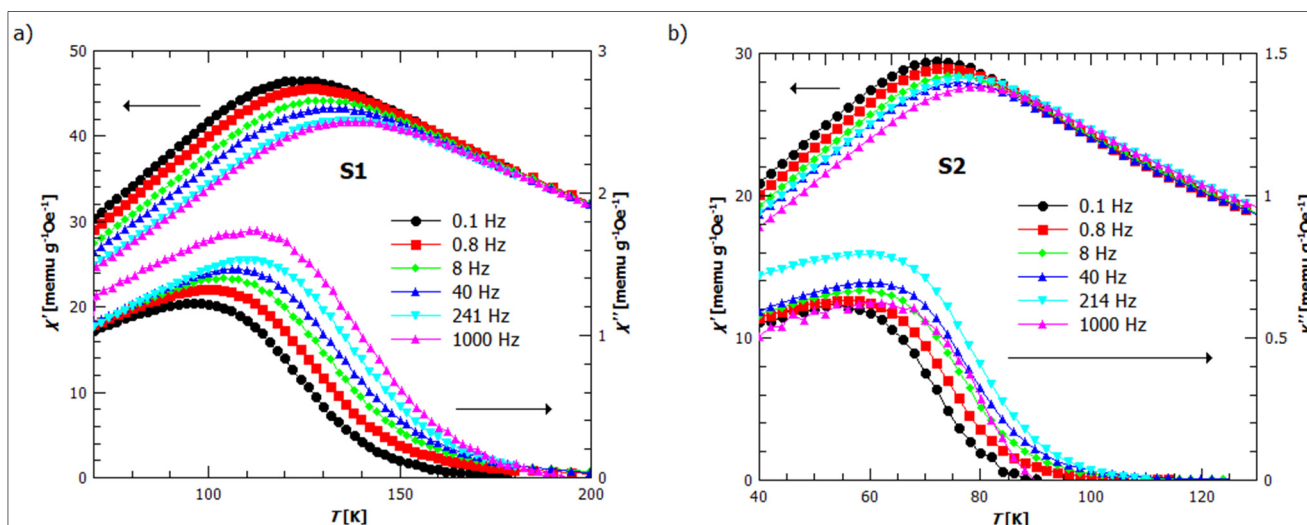 a)
50
40
30
20
10
0
χ′ [memu g⁻¹Oe⁻¹]
3
2
1
0
χ′′ [memu g⁻¹Oe⁻¹]
S1
0.1 Hz
0.8 Hz
8 Hz
40 Hz
241 Hz
1000 Hz
100 150 200
T [K]
b)
30
20
10
0
χ′ [memu g⁻¹Oe⁻¹]
1.5
1
0.5
0
χ′′ [memu g⁻¹Oe⁻¹]
S2
0.1 Hz
0.8 Hz
8 Hz
40 Hz
214 Hz
1000 Hz
40 60 80 100 120
T [K]